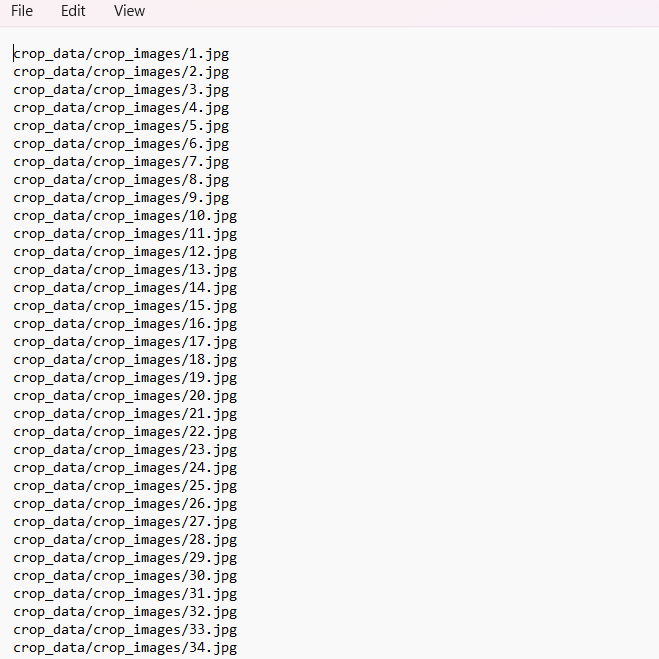 File Edit View
crop_data/crop_images/1.jpg
crop_data/crop_images/2.jpg
crop_data/crop_images/3.jpg
crop_data/crop_images/4.jpg
crop_data/crop_images/5.jpg
crop_data/crop_images/6.jpg
crop_data/crop_images/7.jpg
crop_data/crop_images/8.jpg
crop_data/crop_images/9.jpg
crop_data/crop_images/10.jpg
crop_data/crop_images/11.jpg
crop_data/crop_images/12.jpg
crop_data/crop_images/13.jpg
crop_data/crop_images/14.jpg
crop_data/crop_images/15.jpg
crop_data/crop_images/16.jpg
crop_data/crop_images/17.jpg
crop_data/crop_images/18.jpg
crop_data/crop_images/19.jpg
crop_data/crop_images/20.jpg
crop_data/crop_images/21.jpg
crop_data/crop_images/22.jpg
crop_data/crop_images/23.jpg
crop_data/crop_images/24.jpg
crop_data/crop_images/25.jpg
crop_data/crop_images/26.jpg
crop_data/crop_images/27.jpg
crop_data/crop_images/28.jpg
crop_data/crop_images/29.jpg
crop_data/crop_images/30.jpg
crop_data/crop_images/31.jpg
crop_data/crop_images/32.jpg
crop_data/crop_images/33.jpg
crop_data/crop_images/34.jpg